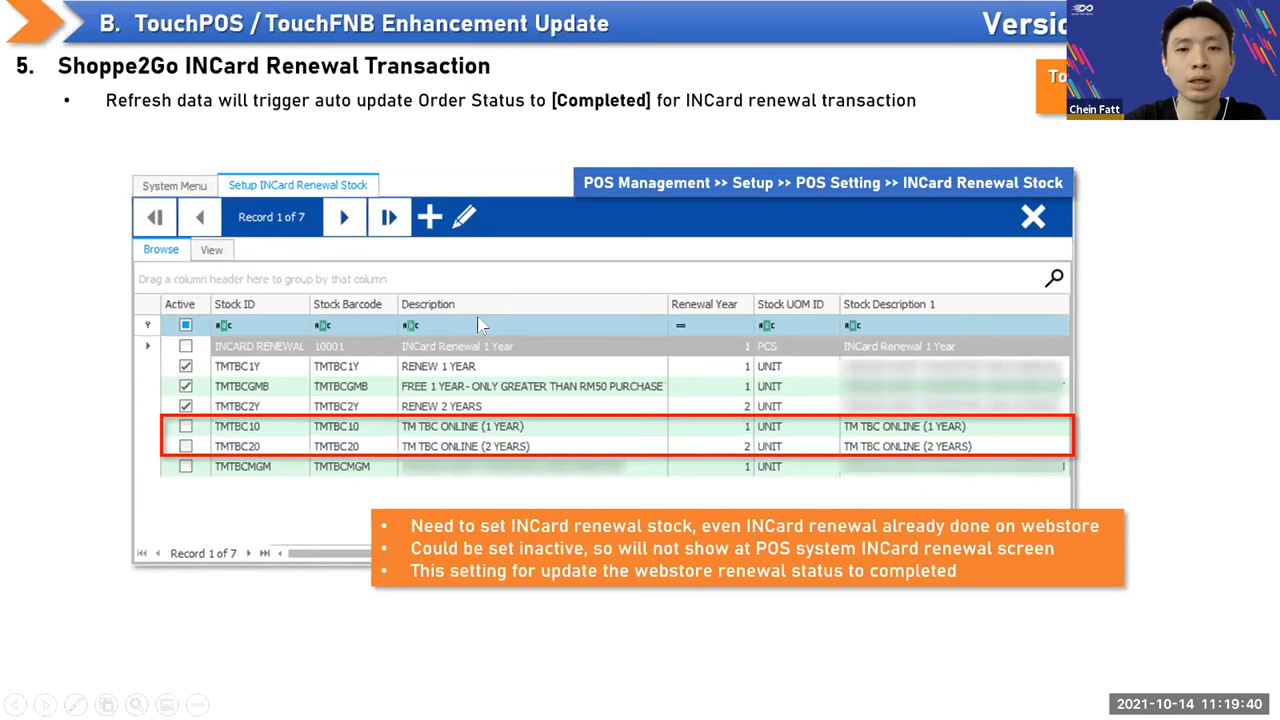 B. TouchPOS / TouchFNB Enhancement Update
Chein Fatt
5. Shoppe2Go INCard Renewal Transaction
• Refresh data will trigger auto update Order Status to [Completed] for INCard renewal transaction
POS Management >> Setup >> POS Setting >> INCard Renewal Stock
System Menu Setup INCard Renewal Stock
Record 1 of 7
Browse View
Drag a column header here to group by that column
Active Stock ID Stock Barcode Description Renewal Year Stock UOM ID Stock Description 1
INCARD RENEWAL 10001 INCard Renewal 1 Year 1 PCS INCard Renewal 1 Year
TMTBC1Y TMTBC1Y RENEW 1 YEAR 1 UNIT
TMTBCGMB TMTBCGMB FREE 1 YEAR - ONLY GREATER THAN RM50 PURCHASE 1 UNIT
TMTBC2Y TMTBC2Y RENEW 2 YEARS 2 UNIT
TMTBC10 TMTBC10 TM TBC ONLINE (1 YEAR) 1 UNIT TM TBC ONLINE (1 YEAR)
TMTBC20 TMTBC20 TM TBC ONLINE (2 YEARS) 2 UNIT TM TBC ONLINE (2 YEARS)
TMTBCMGM TMTBCMGM 1 UNIT
Record 1 of 7
• Need to set INCard renewal stock, even INCard renewal already done on webstore
• Could be set inactive, so will not show at POS system INCard renewal screen
• This setting for update the webstore renewal status to completed
2021-10-14 11:19:40